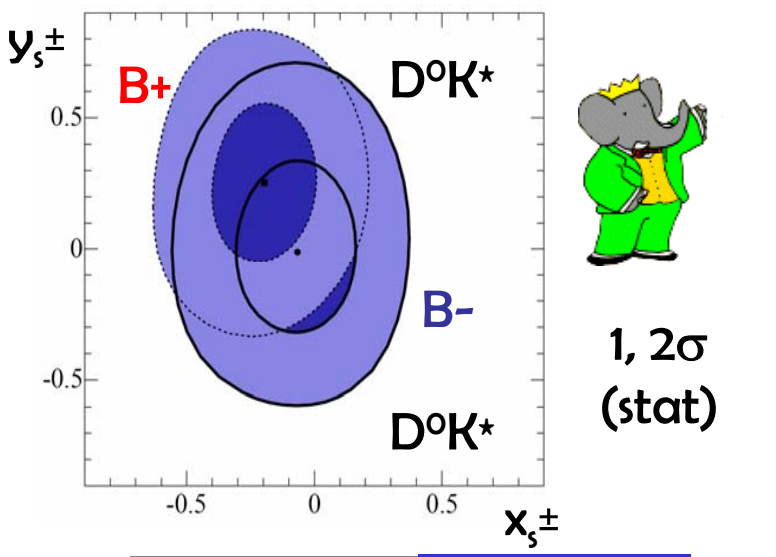 yₛ±
B+
D⁰K*
0.5
0
B-
1, 2σ
(stat)
-0.5
D⁰K*
-0.5 0 0.5
xₛ±